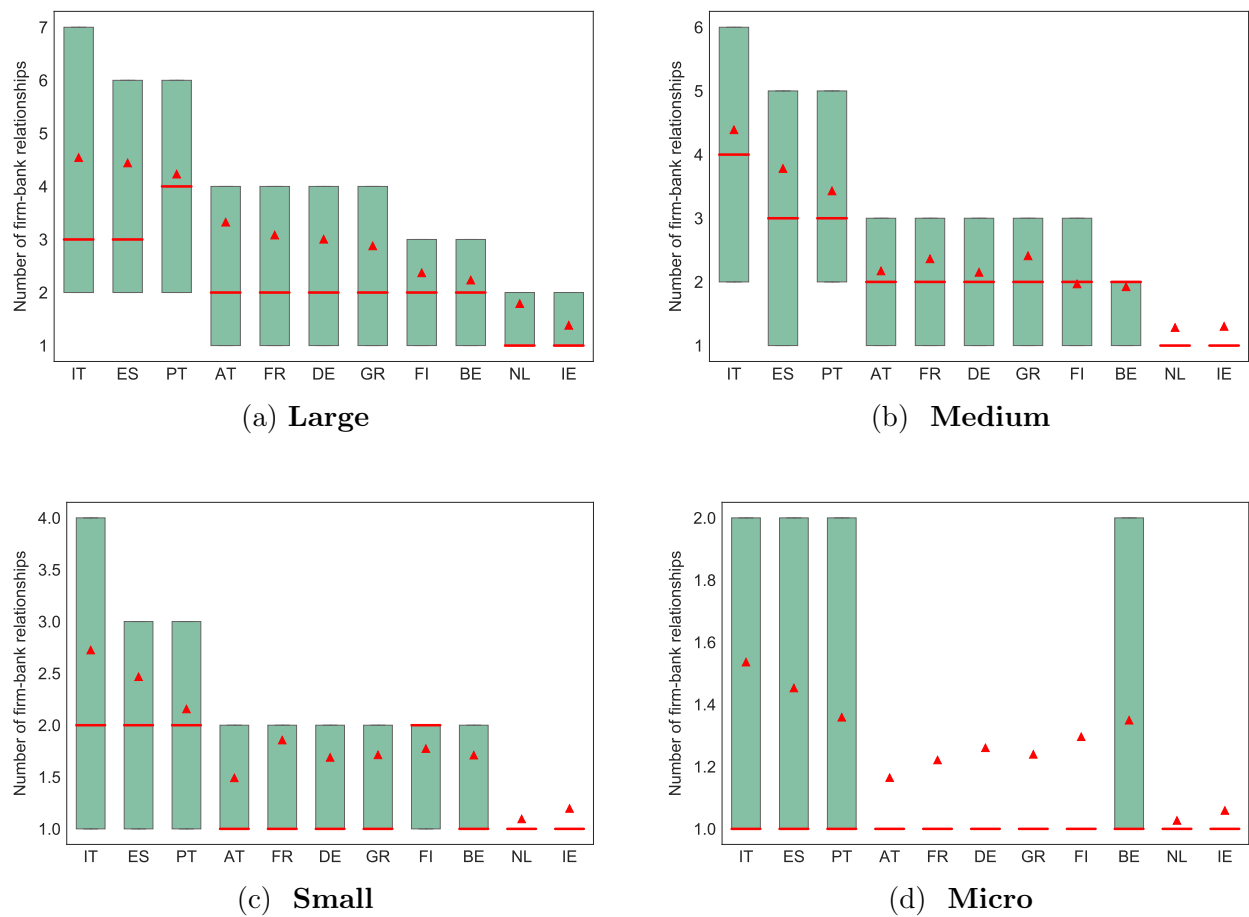 Number of firm-bank relationships
7
6
5
4
3
2
1
IT ES PT AT FR DE GR FI BE NL IE
(a) Large
Number of firm-bank relationships
6
5
4
3
2
1
IT ES PT AT FR DE GR FI BE NL IE
(b) Medium
Number of firm-bank relationships
4.0
3.5
3.0
2.5
2.0
1.5
1.0
IT ES PT AT FR DE GR FI BE NL IE
(c) Small
Number of firm-bank relationships
2.0
1.8
1.6
1.4
1.2
1.0
IT ES PT AT FR DE GR FI BE NL IE
(d) Micro